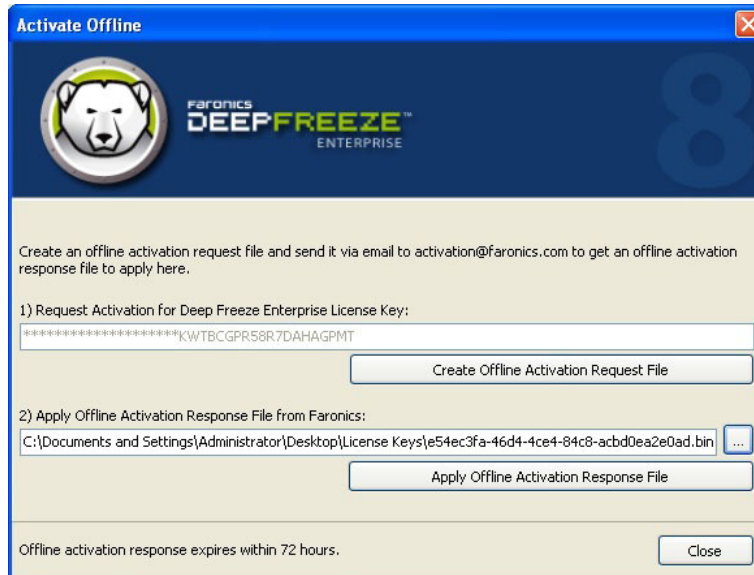 Activate Offline
FARONICS
DEEPFREEZE™
ENTERPRISE
8
Create an offline activation request file and send it via email to activation@faronics.com to get an offline activation
response file to apply here.
1) Request Activation for Deep Freeze Enterprise License Key:
********************KWTBCGPR58R7DAHAGPMT
Create Offline Activation Request File
2) Apply Offline Activation Response File from Faronics:
C:\Documents and Settings\Administrator\Desktop\License Keys\e54ec3fa-46d4-4ce4-84c8-acbd0ea2e0ad.bin
...
Apply Offline Activation Response File
Offline activation response expires within 72 hours.
Close